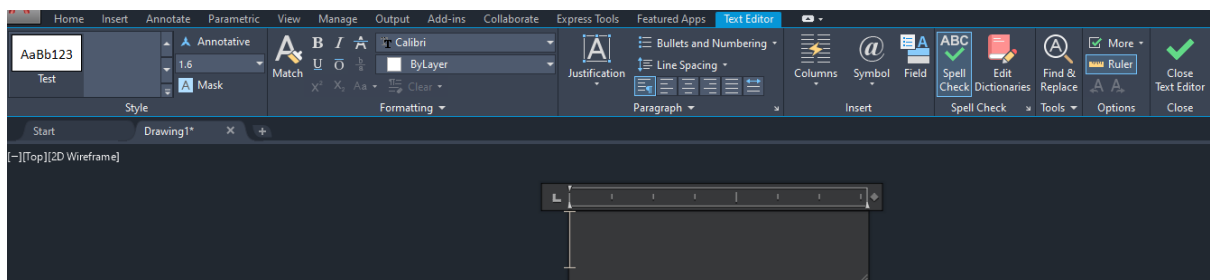 Home Insert Annotate Parametric View Manage Output Add-ins Collaborate Express Tools Featured Apps Text Editor
AaBb123
Test
Annotative
1.6
Mask
Style
Match
B I A Calibri
U O ByLayer
X² X₂ Aa Clear
Formatting
A
Justification
Bullets and Numbering
Line Spacing
Paragraph
Columns
@
Symbol
Field
Insert
ABC
Spell Check
Edit Dictionaries
Spell Check
A
Find & Replace
Tools
More
Ruler
A A
Options
Close Text Editor
Close
Start Drawing1* × +
[−][Top][2D Wireframe]
L